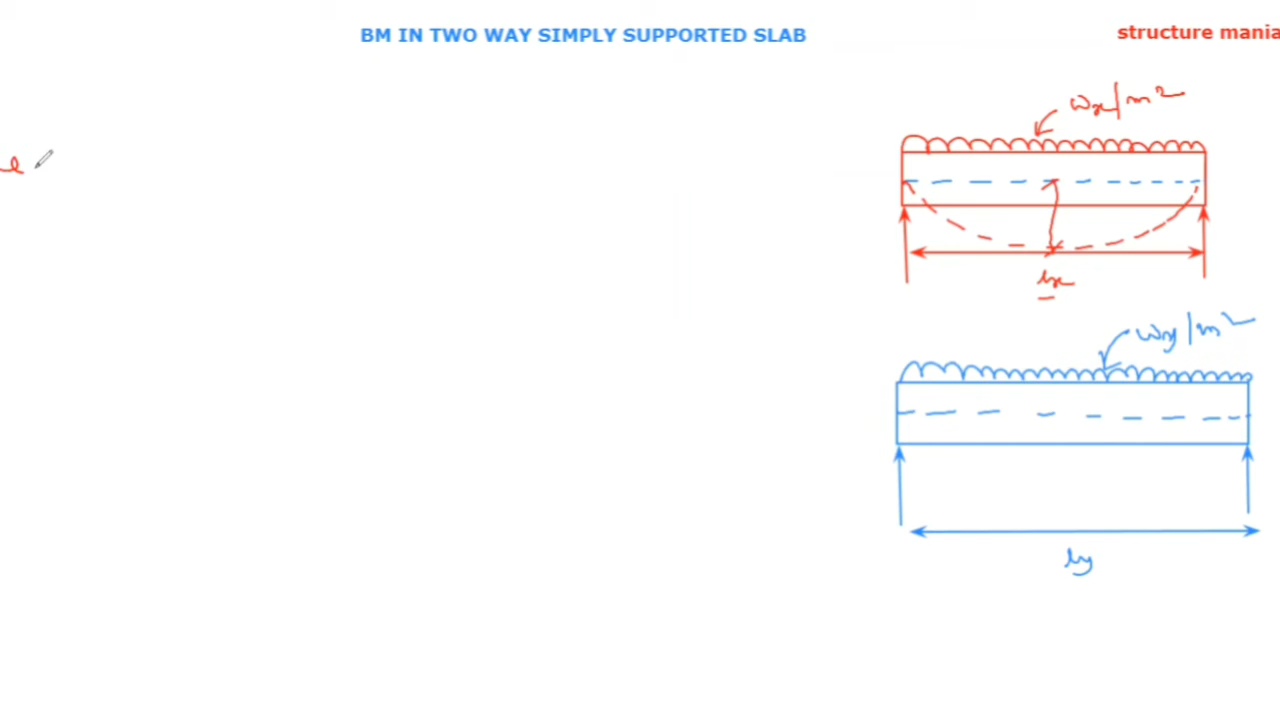 BM IN TWO WAY SIMPLY SUPPORTED SLAB
structure mania
wx/m²
lx
wy/m²
ly